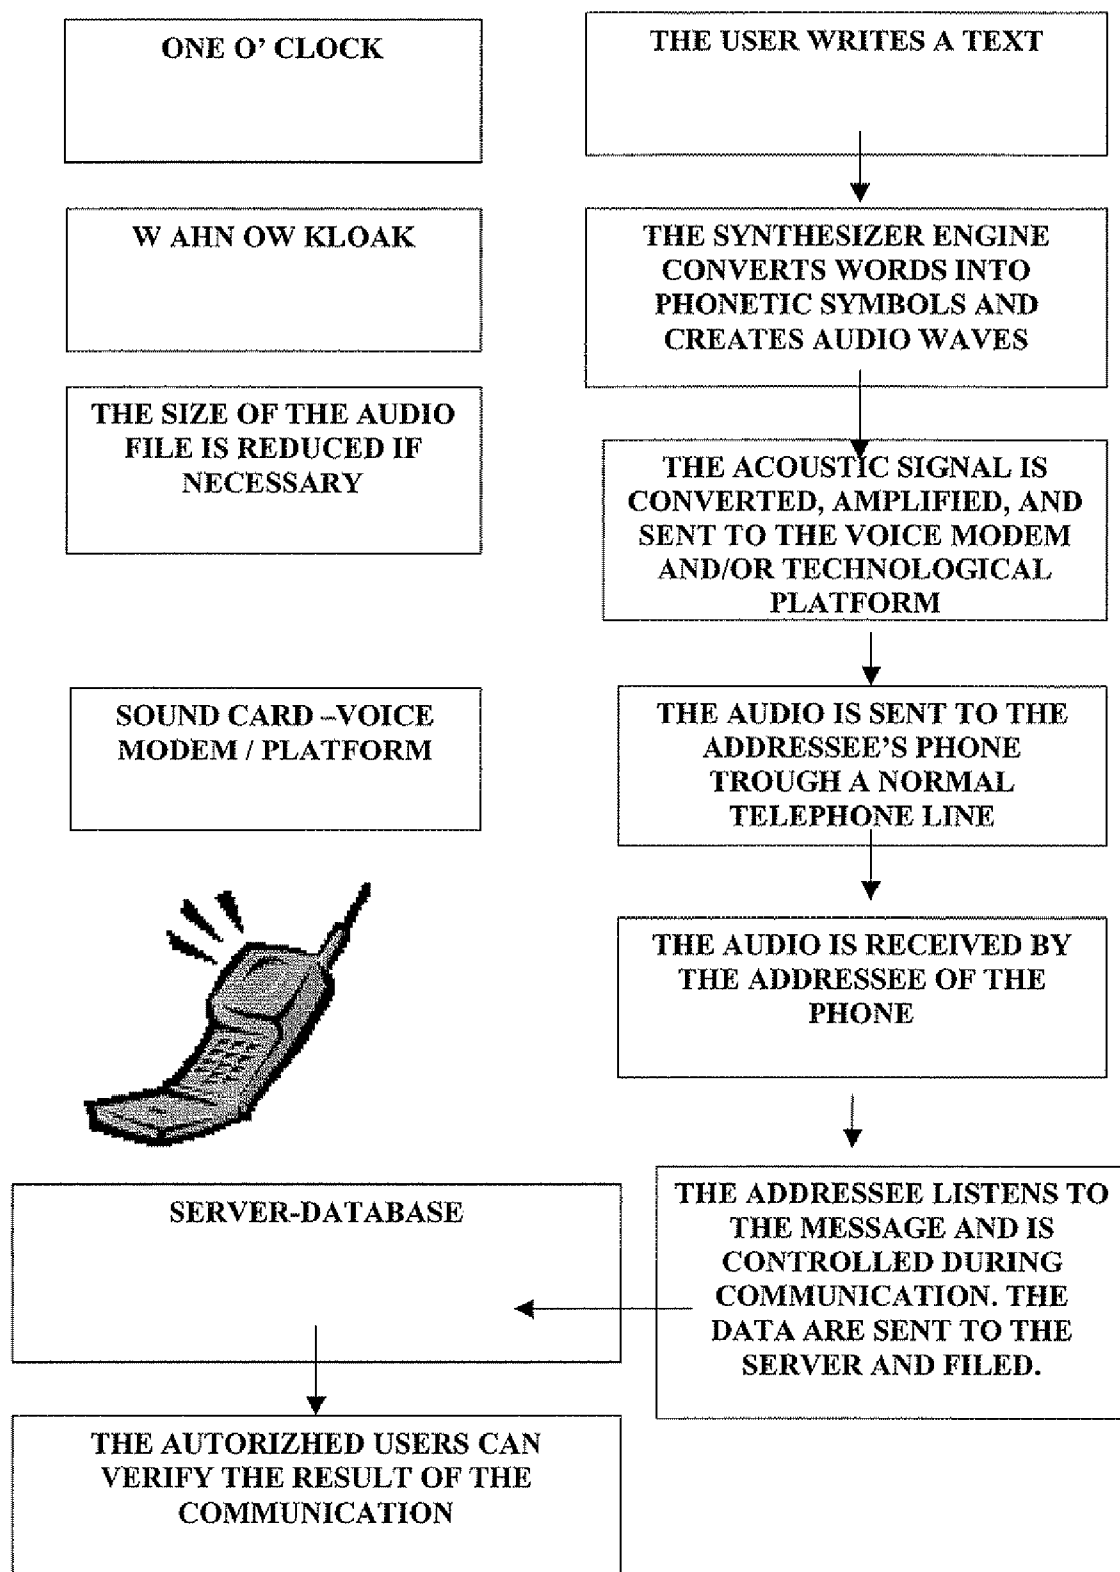 ONE O' CLOCK
THE USER WRITES A TEXT
W AHN OW KLOAK
THE SYNTHESIZER ENGINE
CONVERTS WORDS INTO
PHONETIC SYMBOLS AND
CREATES AUDIO WAVES
THE SIZE OF THE AUDIO
FILE IS REDUCED IF
NECESSARY
THE ACOUSTIC SIGNAL IS
CONVERTED, AMPLIFIED, AND
SENT TO THE VOICE MODEM
AND/OR TECHNOLOGICAL
PLATFORM
SOUND CARD –VOICE
MODEM / PLATFORM
THE AUDIO IS SENT TO THE
ADDRESSEE'S PHONE
TROUGH A NORMAL
TELEPHONE LINE
THE AUDIO IS RECEIVED BY
THE ADDRESSEE OF THE
PHONE
SERVER-DATABASE
THE ADDRESSEE LISTENS TO
THE MESSAGE AND IS
CONTROLLED DURING
COMMUNICATION. THE
DATA ARE SENT TO THE
SERVER AND FILED.
THE AUTORIZHED USERS CAN
VERIFY THE RESULT OF THE
COMMUNICATION